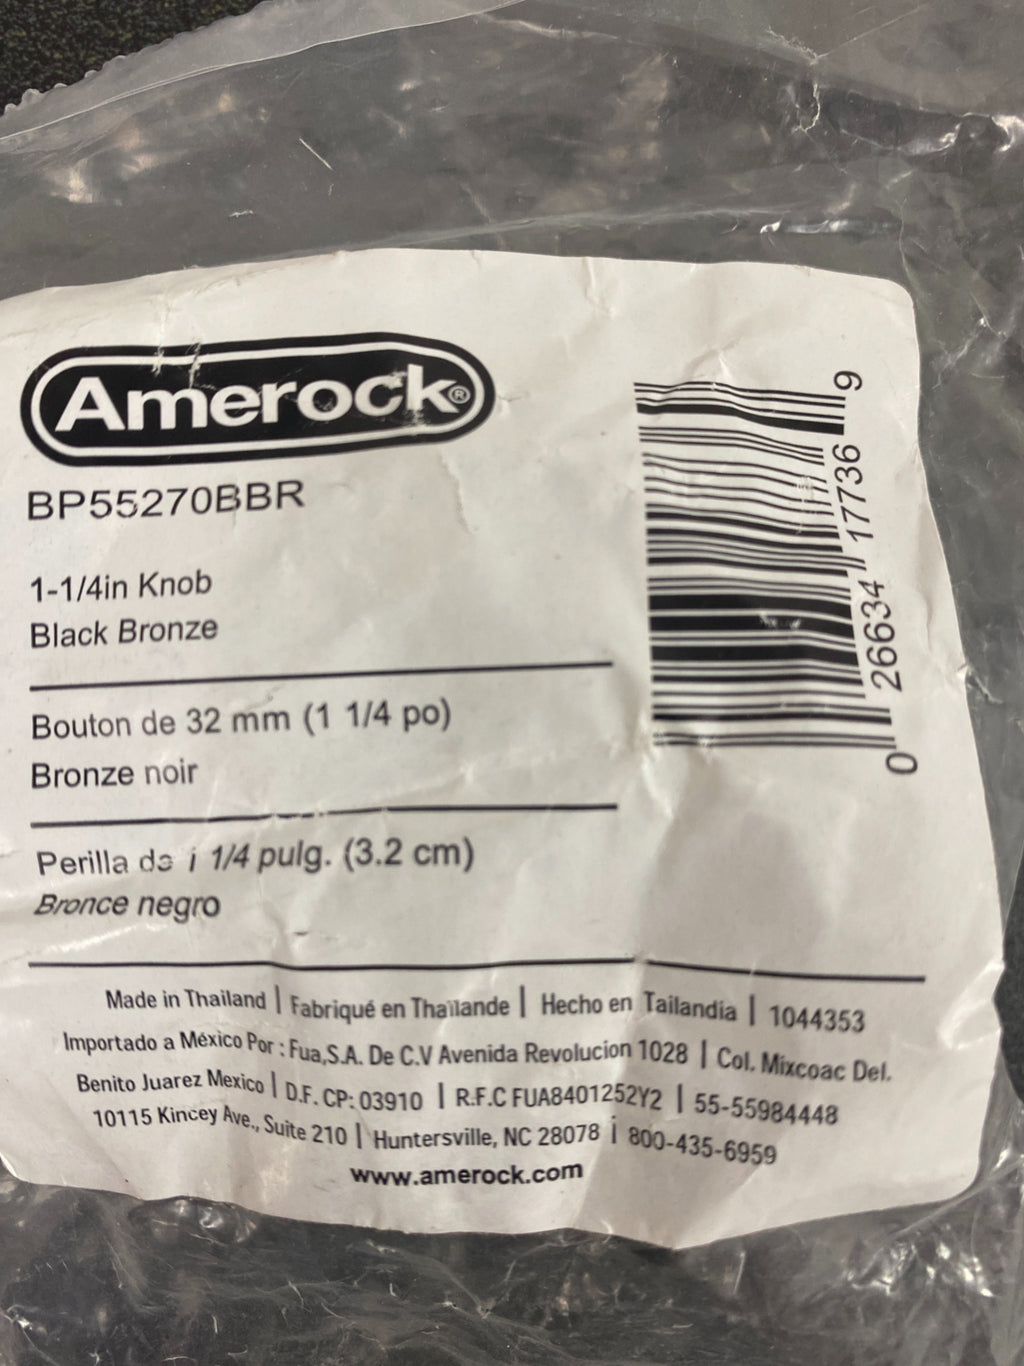 Amerock®
BP55270BBR
1-1/4in Knob
Black Bronze
Bouton de 32 mm (1 1/4 po)
Bronze noir
Perilla de 1 1/4 pulg. (3.2 cm)
Bronce negro
0 26634 17736 9
Made in Thailand | Fabriqué en Thaïlande | Hecho en Tailandia | 1044353
Importado a México Por : Fua,S.A. De C.V Avenida Revolucion 1028 | Col. Mixcoac Del.
Benito Juarez Mexico | D.F. CP: 03910 | R.F.C FUA8401252Y2 | 55-55984448
10115 Kincey Ave., Suite 210 | Huntersville, NC 28078 | 800-435-6959
www.amerock.com